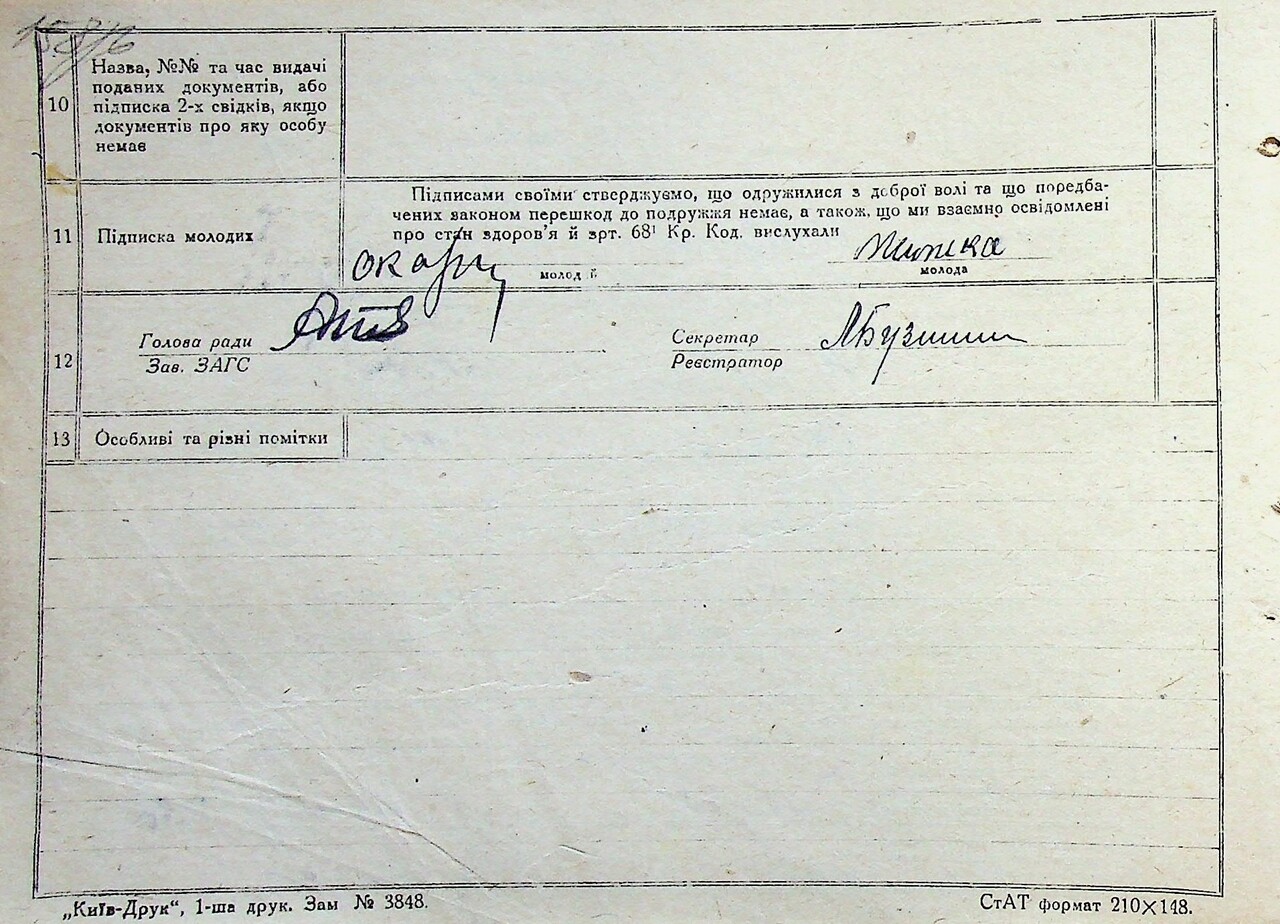 10
Назва, №№ та час видачі
поданих документів, або
підписка 2-х свідків, якщо
документів про яку особу
немає
11
Підписка молодих
Підписами своїми стверджуємо, що одружилися з доброї волі та що передба-
чених законом перешкод до подружжя немає, а також, що ми взаємно освідомлені
про стан здоров'я й арт. 68¹ Кр. Код. вислухали
молод й
молода
12
Голова ради
Зав. ЗАГС
Секретар
Реєстратор
13
Особливі та різні помітки
„Київ-Друк“, 1-ша друк. Зам № 3848.
СтАТ формат 210×148.